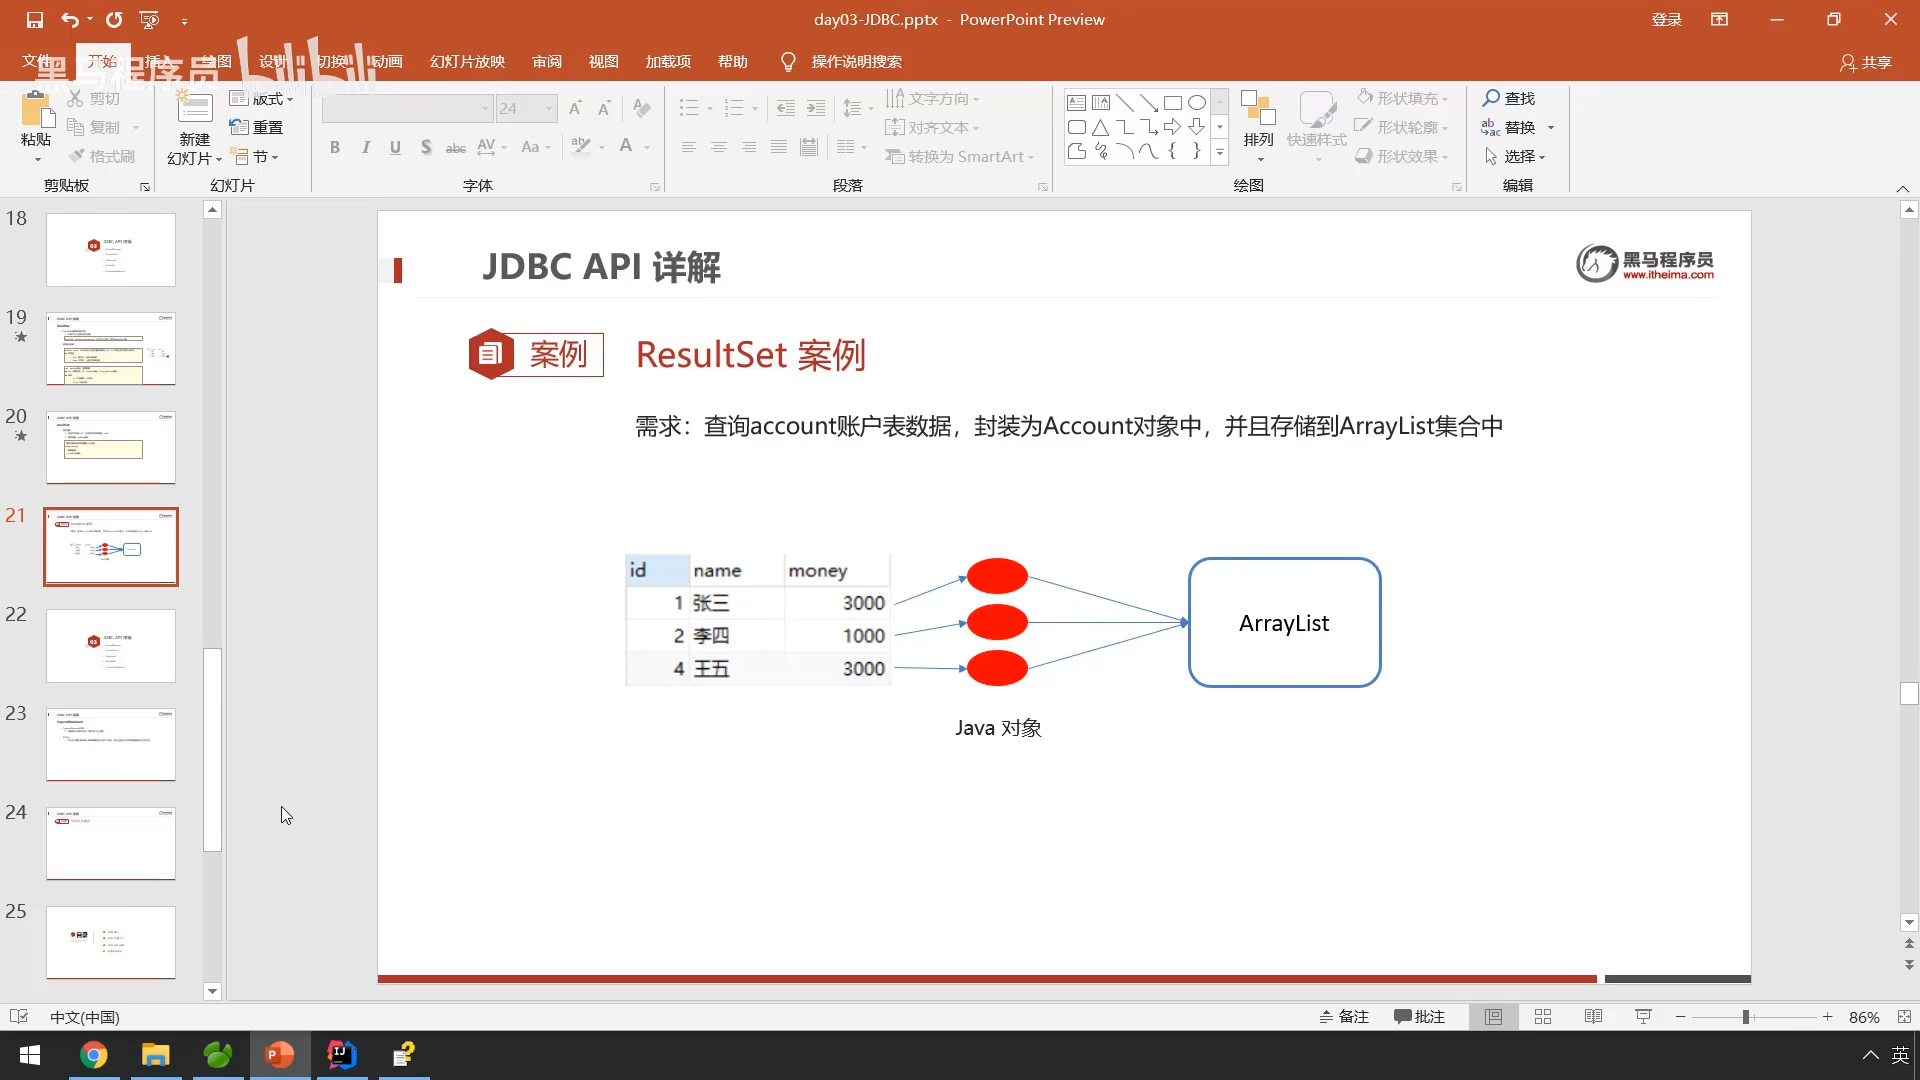 day03-JDBC.pptx - PowerPoint Preview
登录
文件 开始 插入 绘图 设计 切换 动画 幻灯片放映 审阅 视图 加载项 帮助 操作说明搜索
共享
黑马程序员 bilibili
粘贴
剪切
复制
格式刷
剪贴板
新建
幻灯片
版式
重置
节
幻灯片
24
B I U S abc AV Aa A
字体
文字方向
对齐文本
转换为 SmartArt
段落
排列
快速样式
形状填充
形状轮廓
形状效果
绘图
查找
替换
选择
编辑
18
19
20
21
22
23
24
25
JDBC API 详解
黑马程序员
www.itheima.com
案例
ResultSet 案例
需求：查询account账户表数据，封装为Account对象中，并且存储到ArrayList集合中
id name money
1 张三 3000
2 李四 1000
4 王五 3000
ArrayList
Java 对象
中文(中国)
备注
批注
86%
英